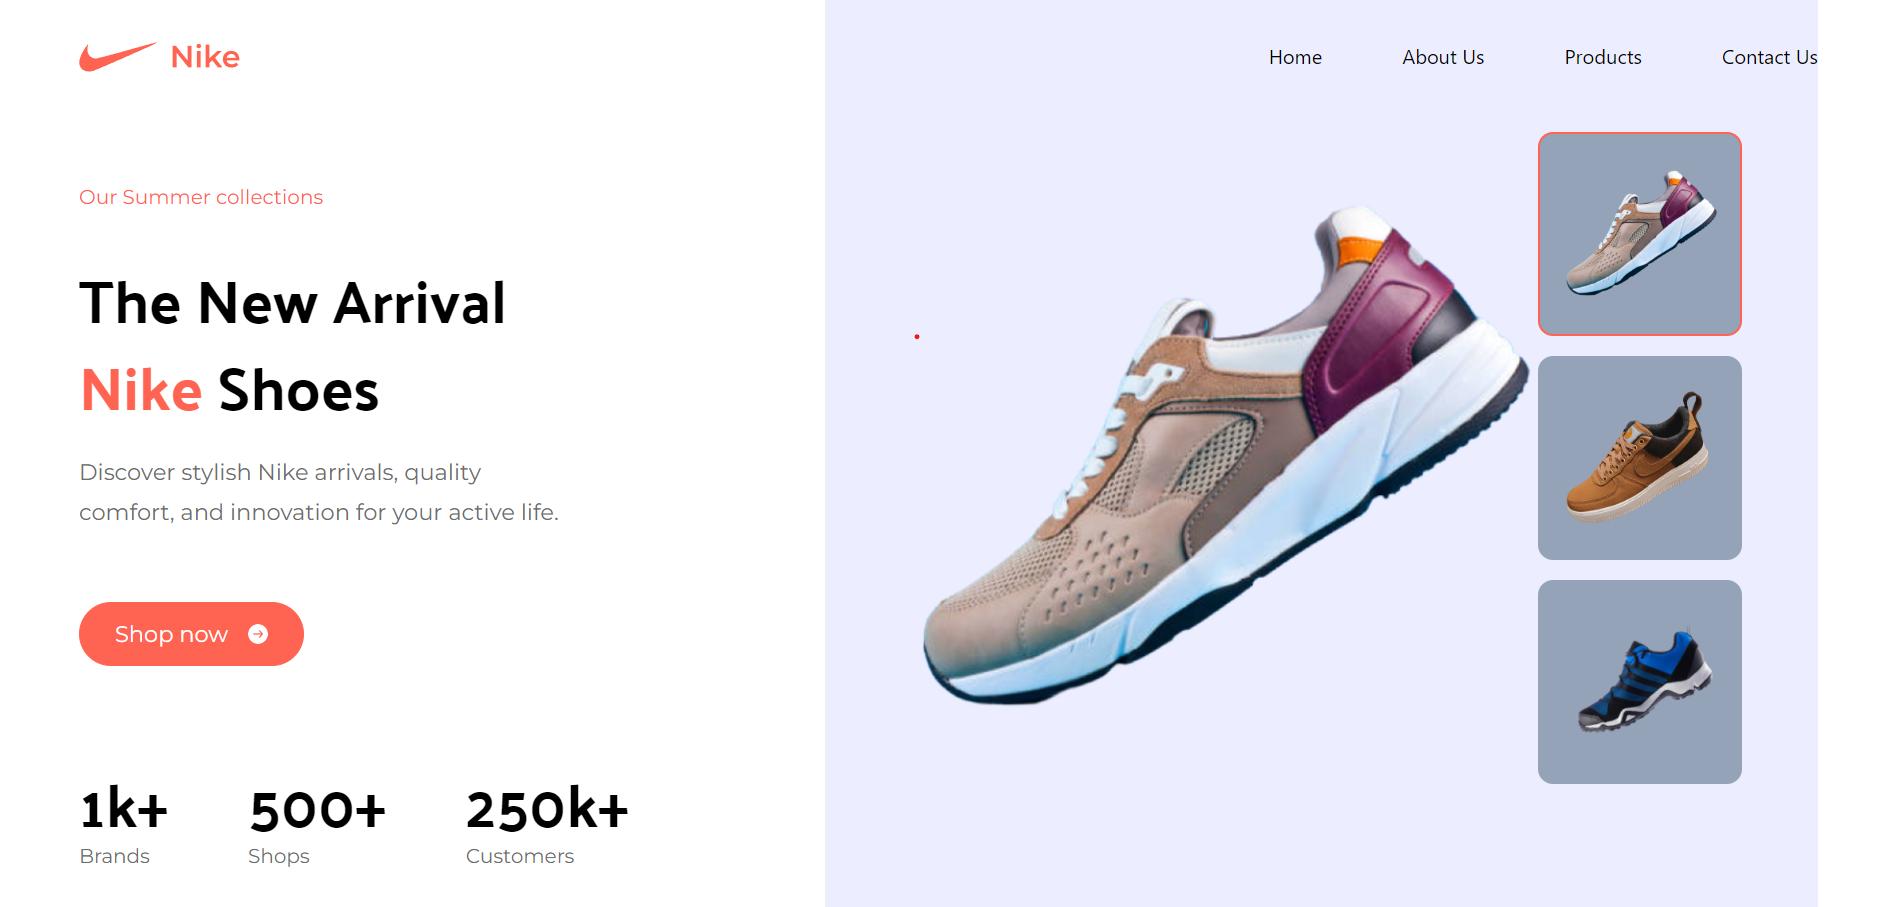 Nike
Home
About Us
Products
Contact Us
Our Summer collections
The New Arrival
Nike Shoes
Discover stylish Nike arrivals, quality
comfort, and innovation for your active life.
Shop now
1k+
Brands
500+
Shops
250k+
Customers